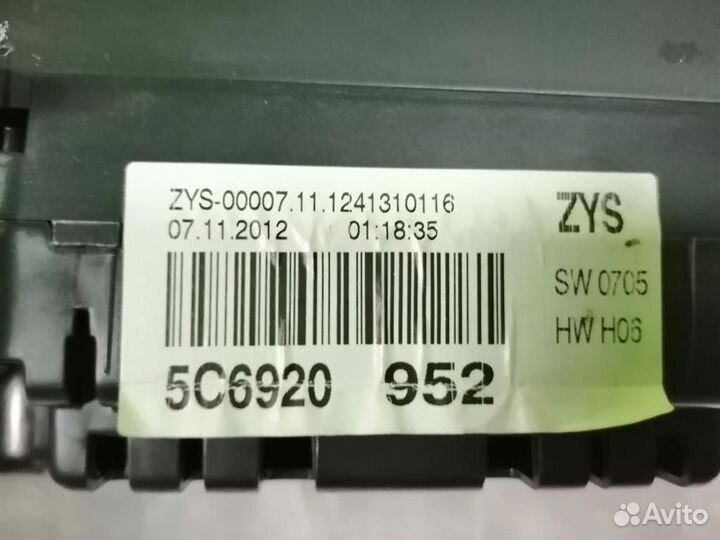 ZYS-00007.11.1241310116
ZYS
07.11.2012 01:18:35
SW 0705
HW H06
5C6920 952
Avito